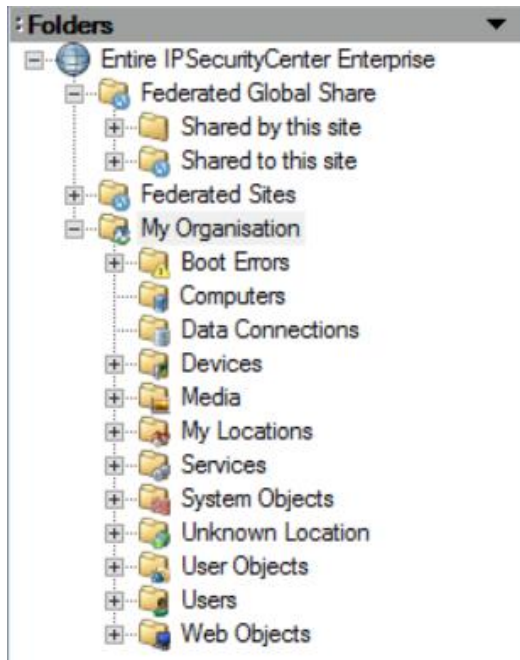 Folders
Entire IPSecurityCenter Enterprise
Federated Global Share
Shared by this site
Shared to this site
Federated Sites
My Organisation
Boot Errors
Computers
Data Connections
Devices
Media
My Locations
Services
System Objects
Unknown Location
User Objects
Users
Web Objects